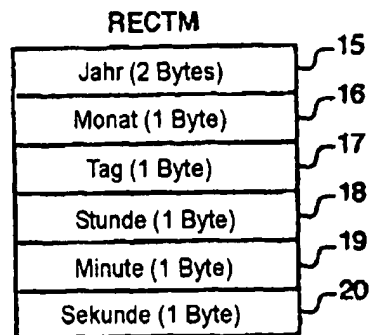 RECTM
Jahr (2 Bytes) 15
Monat (1 Byte) 16
Tag (1 Byte) 17
Stunde (1 Byte) 18
Minute (1 Byte) 19
Sekunde (1 Byte) 20